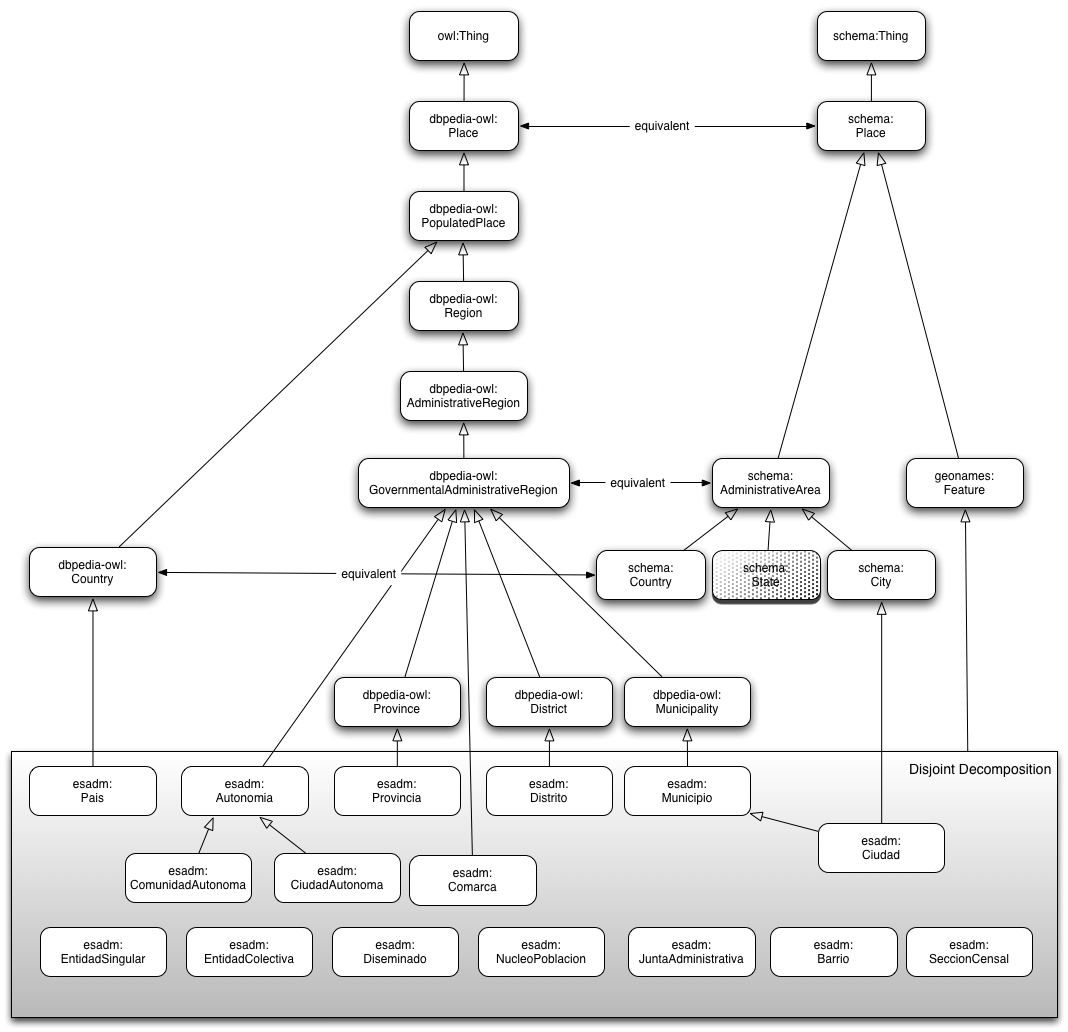 owl:Thing
schema:Thing
dbpedia-owl:
Place
equivalent
schema:
Place
dbpedia-owl:
PopulatedPlace
dbpedia-owl:
Region
dbpedia-owl:
AdministrativeRegion
dbpedia-owl:
GovernmentalAdministrativeRegion
equivalent
schema:
AdministrativeArea
geonames:
Feature
dbpedia-owl:
Country
equivalent
schema:
Country
schema:
State
schema:
City
dbpedia-owl:
Province
dbpedia-owl:
District
dbpedia-owl:
Municipality
Disjoint Decomposition
esadm:
Pais
esadm:
Autonomia
esadm:
Provincia
esadm:
Distrito
esadm:
Municipio
esadm:
Ciudad
esadm:
ComunidadAutonoma
esadm:
CiudadAutonoma
esadm:
Comarca
esadm:
EntidadSingular
esadm:
EntidadColectiva
esadm:
Diseminado
esadm:
NucleoPoblacion
esadm:
JuntaAdministrativa
esadm:
Barrio
esadm:
SeccionCensal